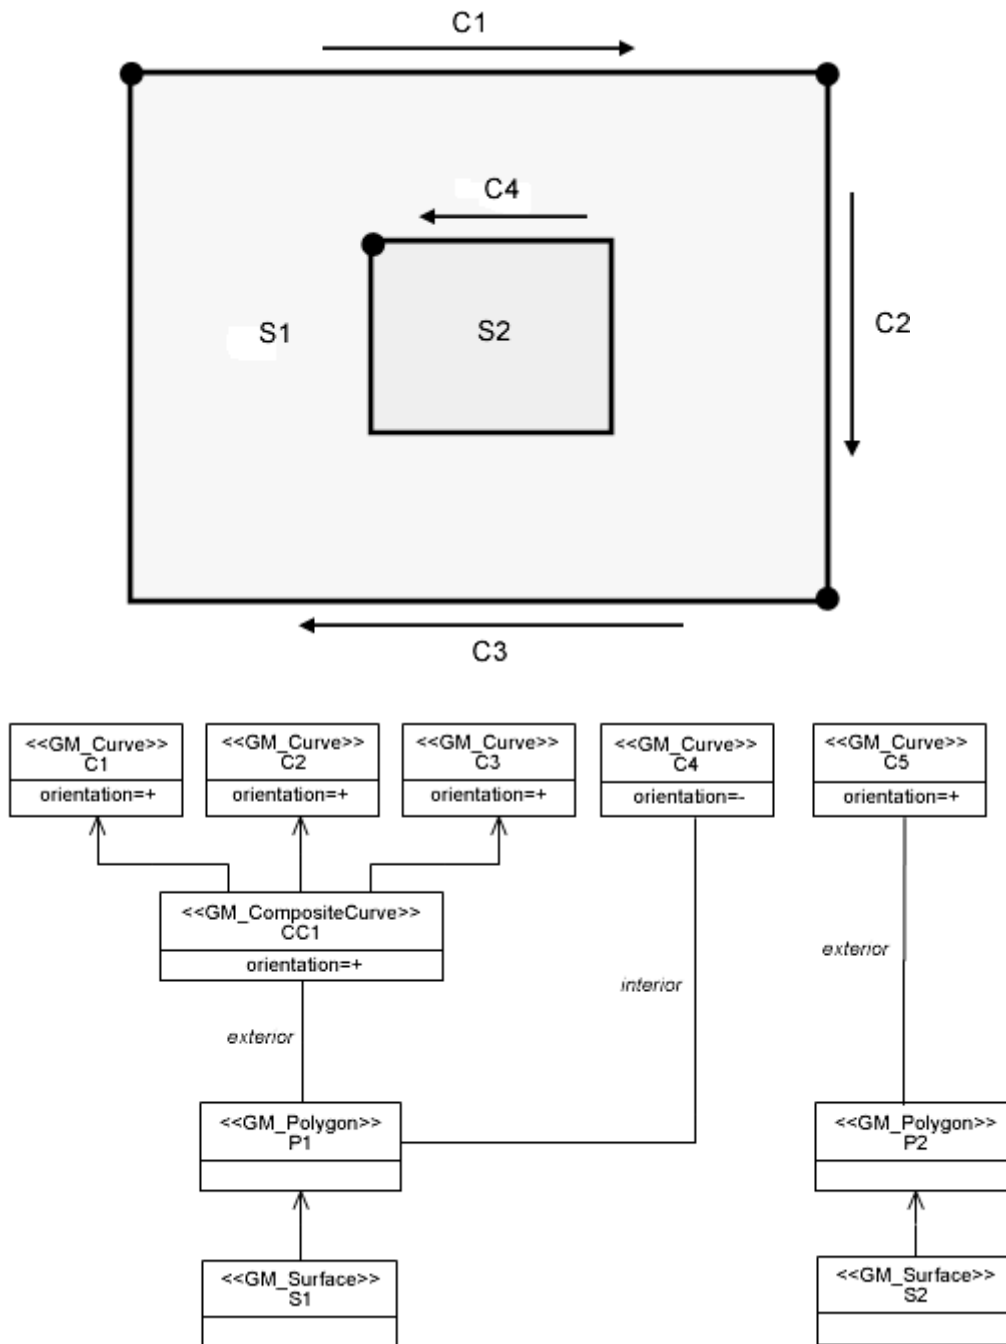 C1
C4
S1
S2
C2
C3
<<GM_Curve>>
C1
orientation=+
<<GM_Curve>>
C2
orientation=+
<<GM_Curve>>
C3
orientation=+
<<GM_Curve>>
C4
orientation=-
<<GM_Curve>>
C5
orientation=+
<<GM_CompositeCurve>>
CC1
orientation=+
exterior
interior
exterior
<<GM_Polygon>>
P1
<<GM_Polygon>>
P2
<<GM_Surface>>
S1
<<GM_Surface>>
S2